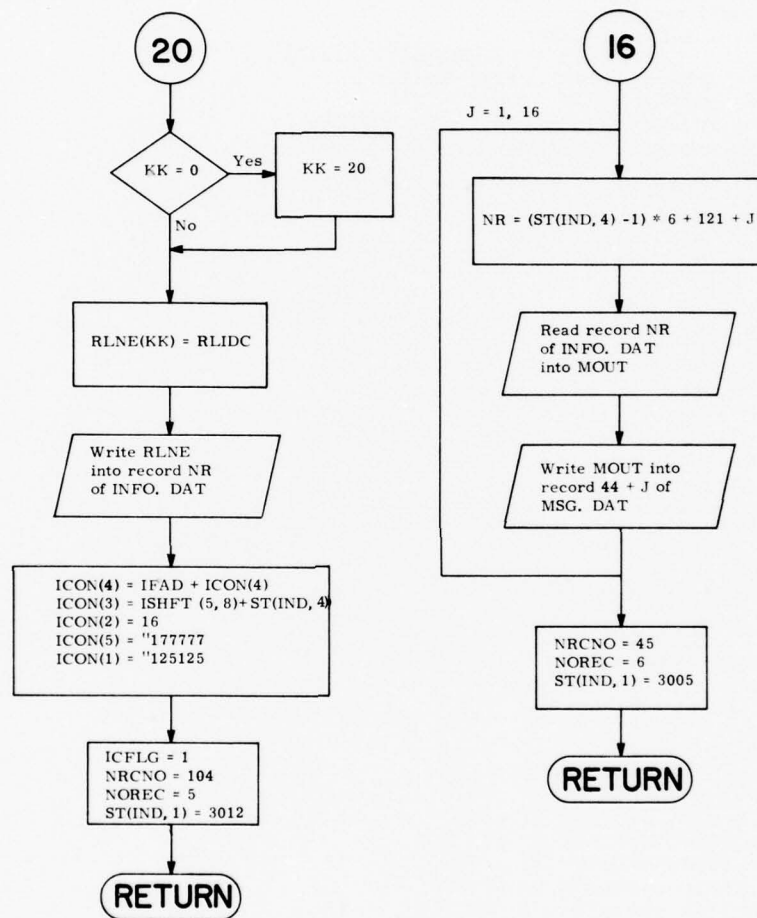 20
KK = 0
Yes
KK = 20
No
RLNE(KK) = RLIDC
Write RLNE
into record NR
of INFO. DAT
ICON(4) = IFAD + ICON(4)
ICON(3) = ISHFT (5, 8)+ST(IND, 4)
ICON(2) = 16
ICON(5) = "177777
ICON(1) = "125125
ICFLG = 1
NRCNO = 104
NOREC = 5
ST(IND, 1) = 3012
RETURN
16
J = 1, 16
NR = (ST(IND, 4) -1) * 6 + 121 + J
Read record NR
of INFO. DAT
into MOUT
Write MOUT into
record 44 + J of
MSG. DAT
NRCNO = 45
NOREC = 6
ST(IND, 1) = 3005
RETURN